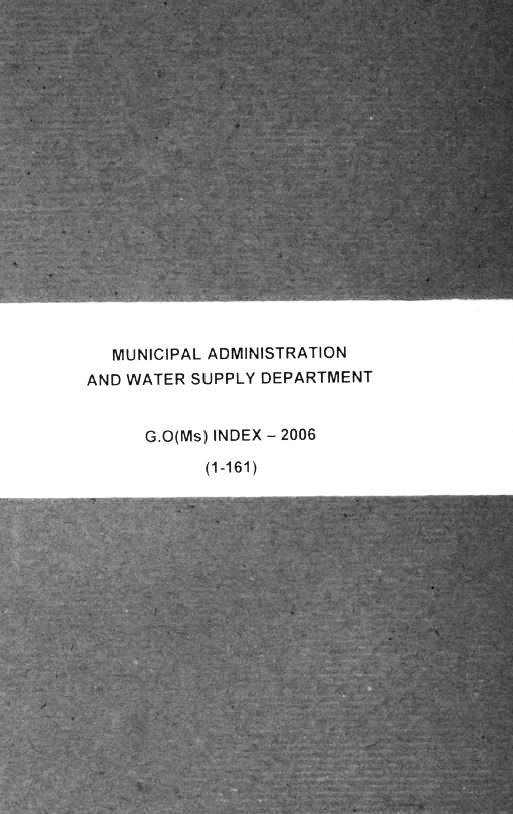 MUNICIPAL ADMINISTRATION
AND WATER SUPPLY DEPARTMENT
G.O(Ms) INDEX – 2006
(1-161)